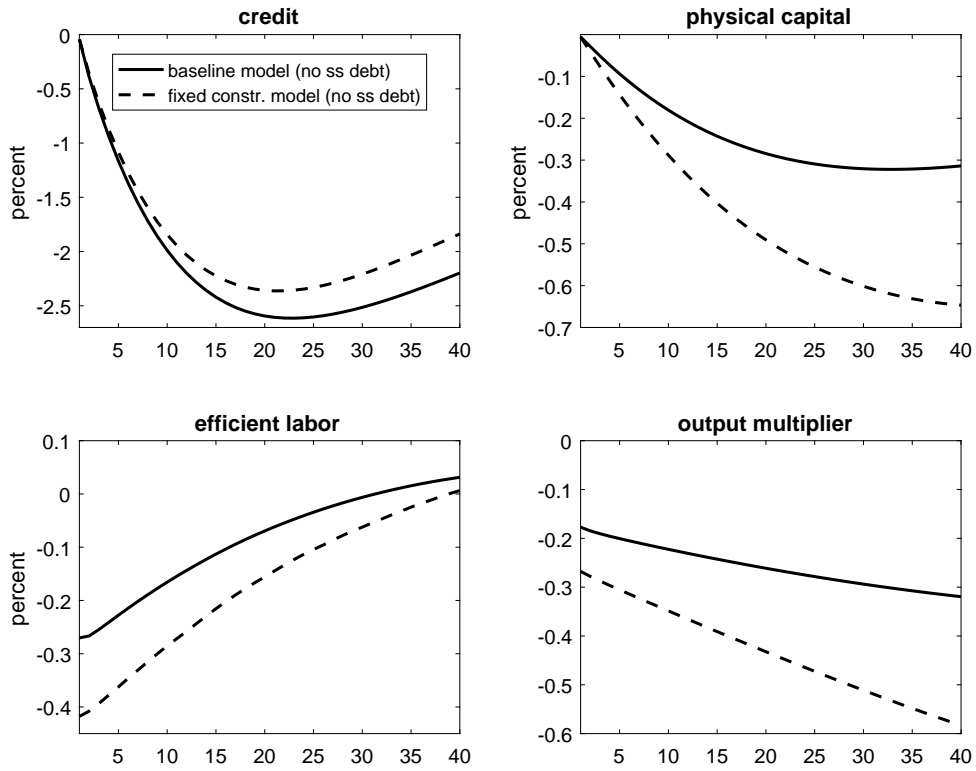 credit
physical capital
0
-0.5
-1
-1.5
-2
-2.5
percent
baseline model (no ss debt)
fixed constr. model (no ss debt)
5 10 15 20 25 30 35 40
-0.1
-0.2
-0.3
-0.4
-0.5
-0.6
-0.7
percent
5 10 15 20 25 30 35 40
efficient labor
output multiplier
0.1
0
-0.1
-0.2
-0.3
-0.4
percent
5 10 15 20 25 30 35 40
0
-0.1
-0.2
-0.3
-0.4
-0.5
-0.6
5 10 15 20 25 30 35 40